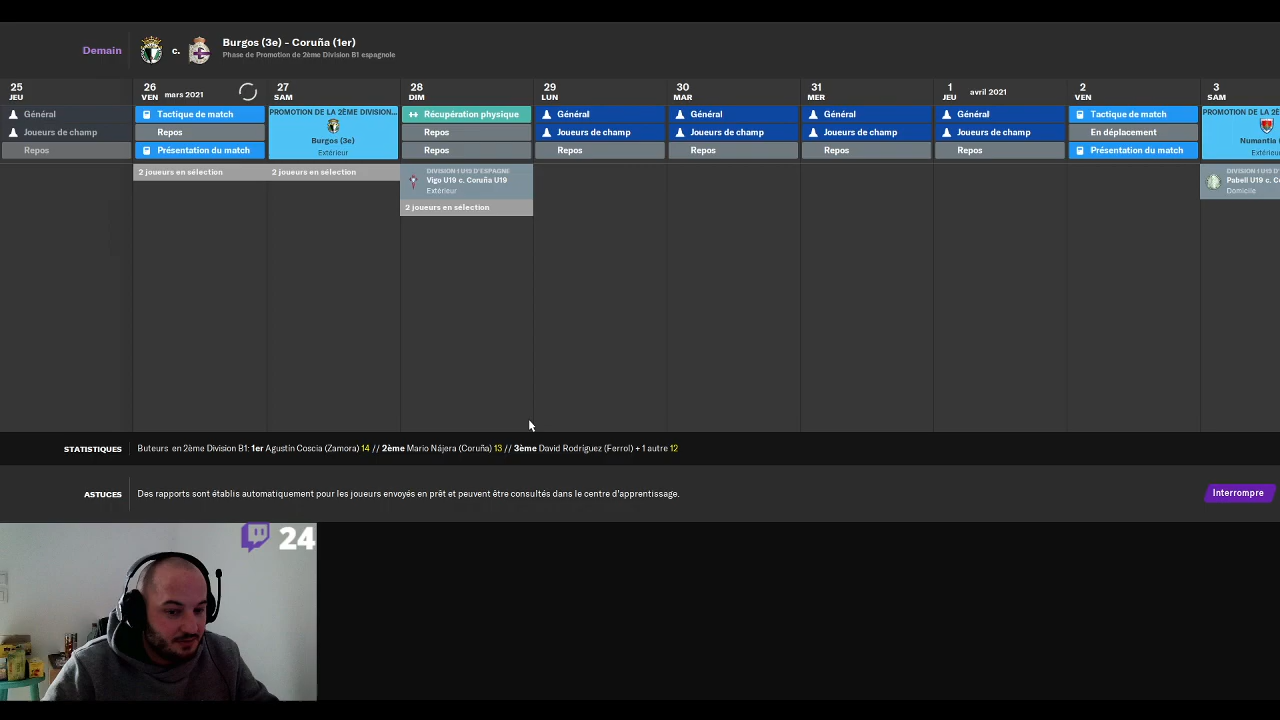 Demain
c.
Burgos (3e) - Coruña (1er)
Phase de Promotion de 2ème Division B1 espagnole
25 JEU
26 VEN mars 2021
27 SAM
28 DIM
29 LUN
30 MAR
31 MER
1 JEU avril 2021
2 VEN
3 SAM
Général
Joueurs de champ
Repos
Tactique de match
Repos
Présentation du match
2 joueurs en sélection
PROMOTION DE LA 2ÈME DIVISION...
Burgos (3e)
Extérieur
2 joueurs en sélection
Récupération physique
Repos
Repos
DIVISION 1 U19 D'ESPAGNE
Vigo U19 c. Coruña U19
Extérieur
2 joueurs en sélection
Général
Joueurs de champ
Repos
Général
Joueurs de champ
Repos
Général
Joueurs de champ
Repos
Général
Joueurs de champ
Repos
Tactique de match
En déplacement
Présentation du match
PROMOTION DE LA 2È
Numantia (
Extérieu
DIVISION 1 U19 D'
Pabell U19 c. C
Domicile
STATISTIQUES
Buteurs en 2ème Division B1: 1er Agustín Coscia (Zamora) 14 // 2ème Mario Nájera (Coruña) 13 // 3ème David Rodríguez (Ferrol) + 1 autre 12
ASTUCES
Des rapports sont établis automatiquement pour les joueurs envoyés en prêt et peuvent être consultés dans le centre d'apprentissage.
Interrompre
24